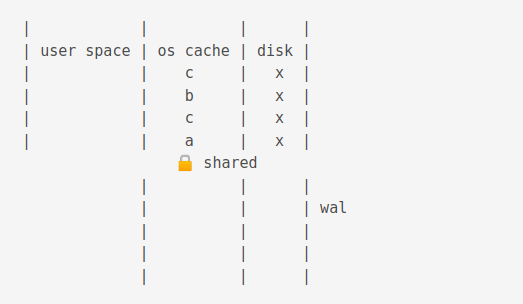 |            |          |      |
| user space | os cache | disk |
|            |    c     |   x  |
|            |    b     |   x  |
|            |    c     |   x  |
|            |    a     |   x  |
🔒 shared
|          |      |
|          |      | wal
|          |      |
|          |      |
|          |      |